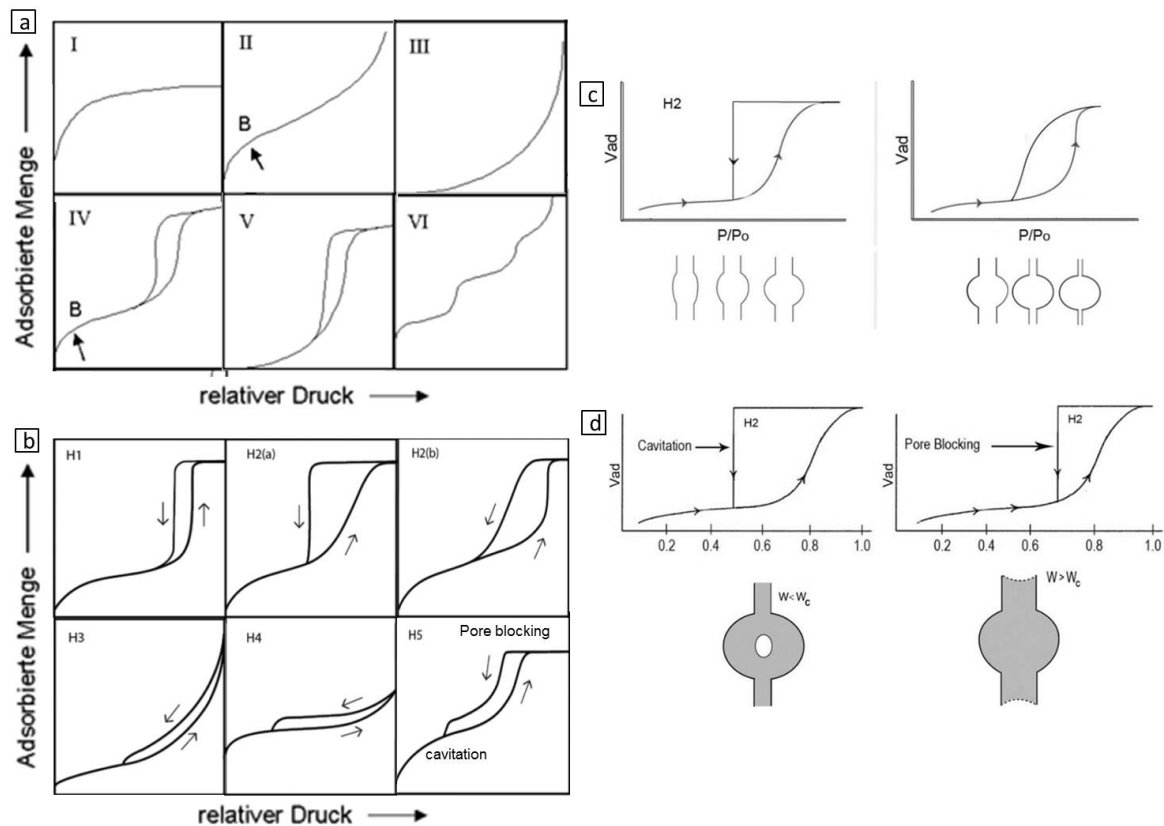 a
I
II
III
B
IV
V
VI
B
Adsorbierte Menge
relativer Druck
b
H1
H2(a)
H2(b)
H3
H4
H5
Pore blocking
cavitation
Adsorbierte Menge
relativer Druck
c
H2
Vad
P/Po
Vad
P/Po
d
H2
Cavitation
Vad
0.2 0.4 0.6 0.8 1.0
W<Wc
H2
Pore Blocking
Vad
0.2 0.4 0.6 0.8 1.0
W>Wc